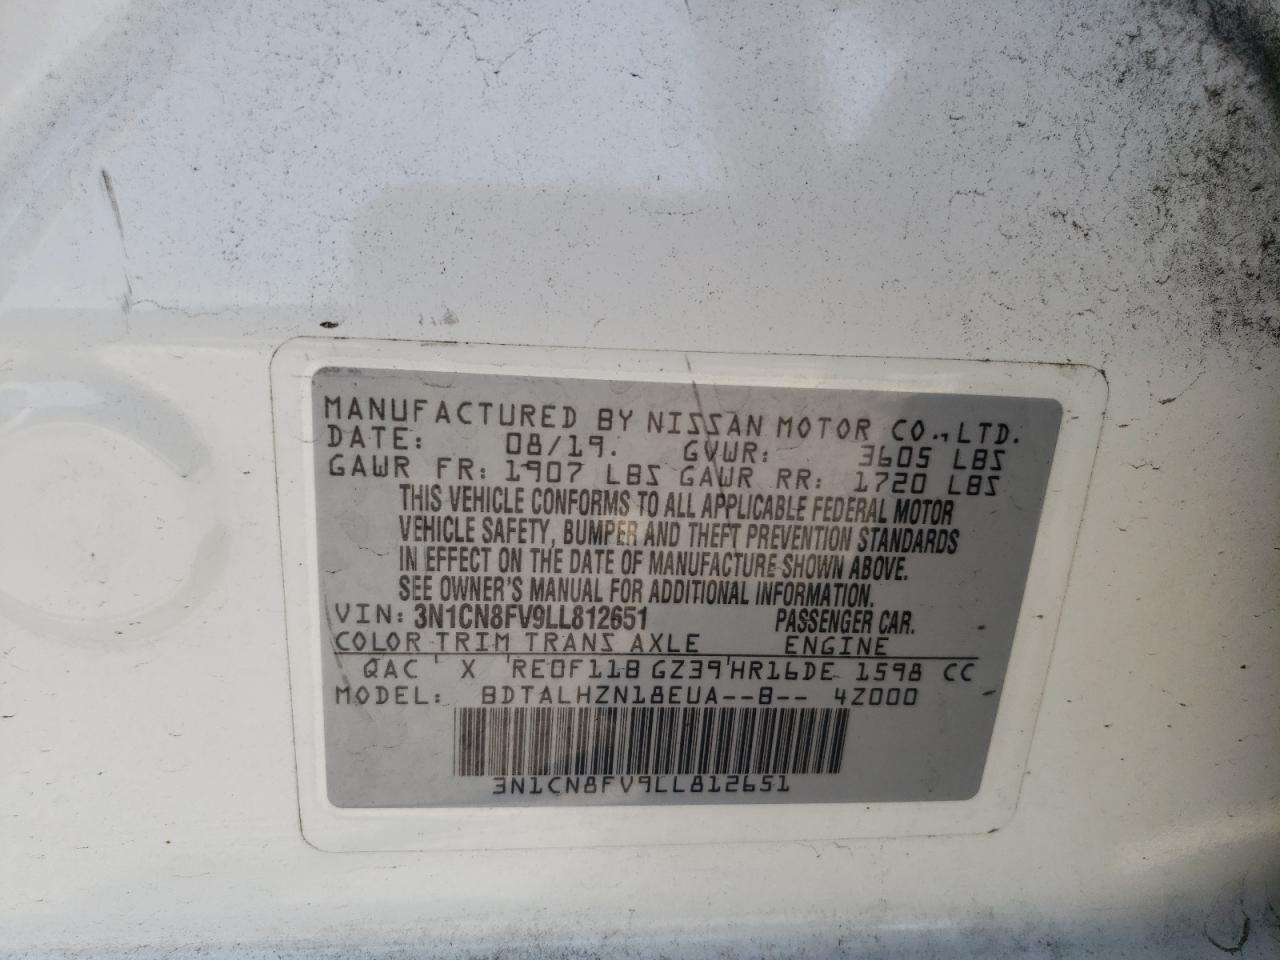 MANUFACTURED BY NISSAN MOTOR CO.,LTD.
DATE: 08/19. GVWR: 3605 LBS
GAWR FR: 1907 LBS GAWR RR: 1720 LBS
THIS VEHICLE CONFORMS TO ALL APPLICABLE FEDERAL MOTOR
VEHICLE SAFETY, BUMPER AND THEFT PREVENTION STANDARDS
IN EFFECT ON THE DATE OF MANUFACTURE SHOWN ABOVE.
SEE OWNER'S MANUAL FOR ADDITIONAL INFORMATION.
VIN: 3N1CN8FV9LL812651 PASSENGER CAR.
COLOR TRIM TRANS AXLE ENGINE
QAC ' X 'RE0F11B GZ39'HR16DE 1598 CC
MODEL: BDTALHZN18EUA--B-- 4Z000
3N1CN8FV9LL812651